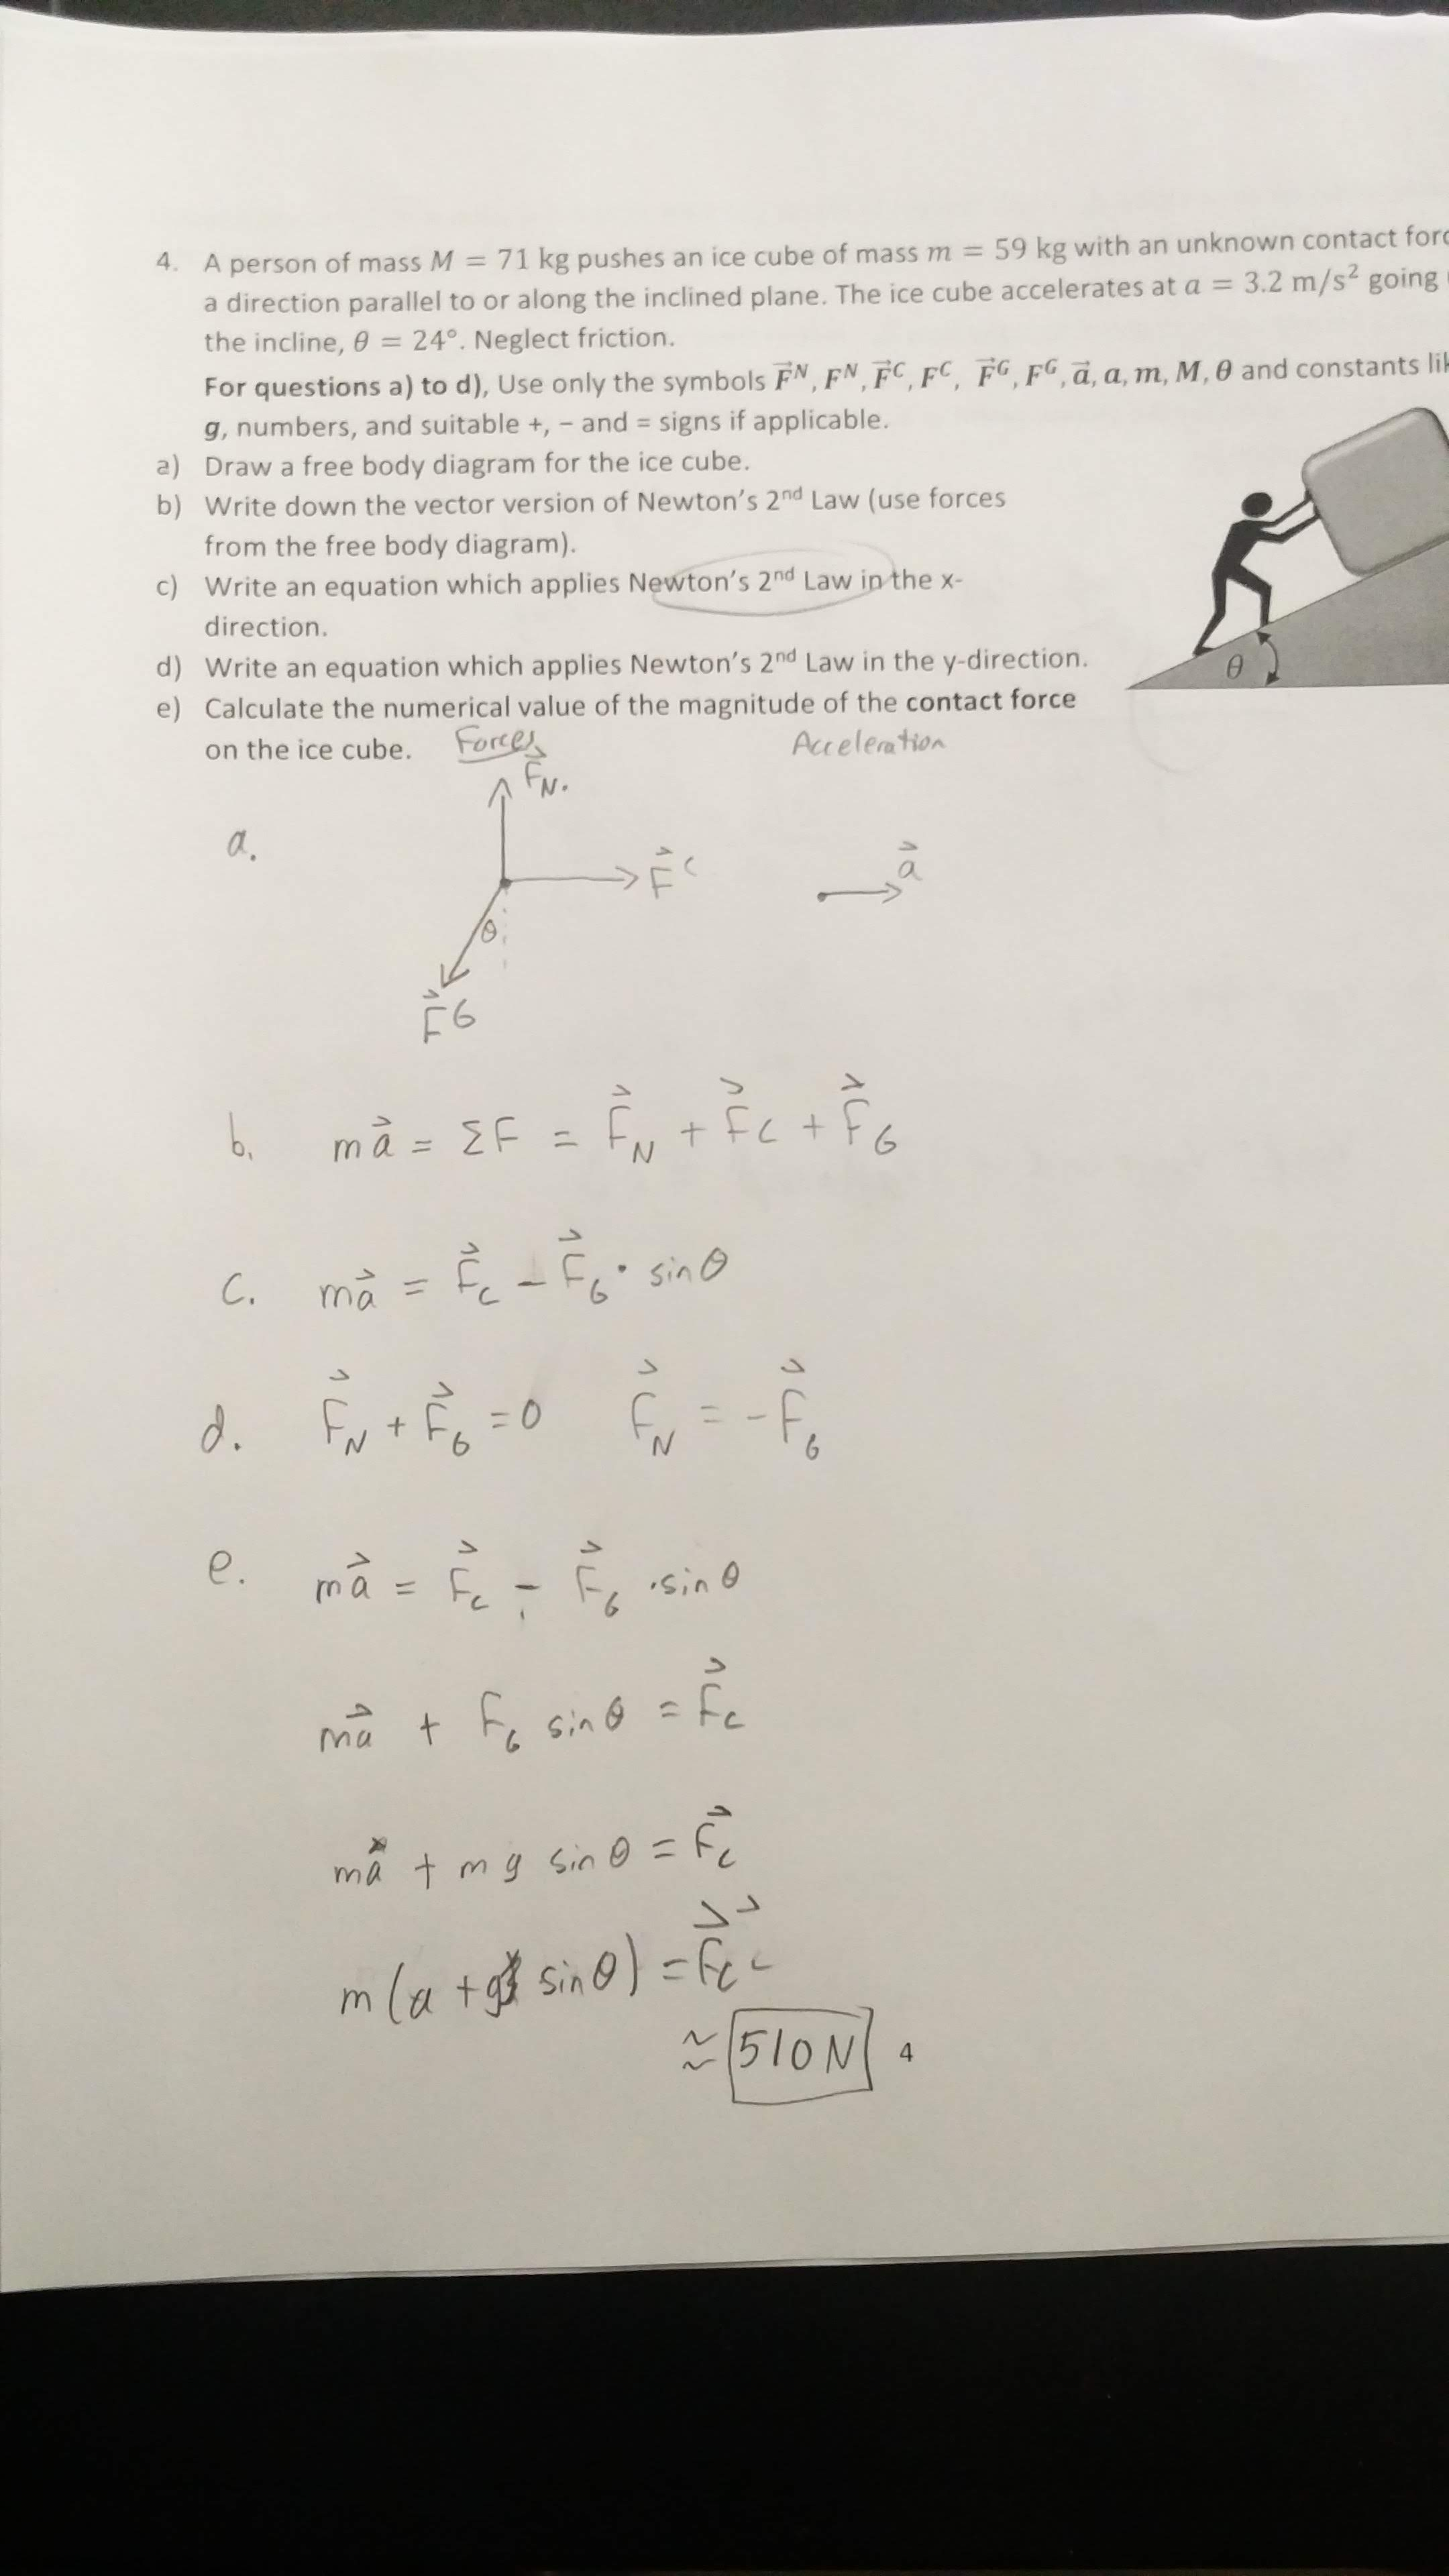 4. A person of mass M = 71 kg pushes an ice cube of mass m = 59 kg with an unknown contact forc
a direction parallel to or along the inclined plane. The ice cube accelerates at a = 3.2 m/s² going
the incline, θ = 24°. Neglect friction.
For questions a) to d), Use only the symbols F⃗ᴺ, Fᴺ, F⃗ᶜ, Fᶜ, F⃗ᴳ, Fᴳ, a⃗, a, m, M, θ and constants lik
g, numbers, and suitable +, − and = signs if applicable.
a) Draw a free body diagram for the ice cube.
b) Write down the vector version of Newton's 2ⁿᵈ Law (use forces
from the free body diagram).
c) Write an equation which applies Newton's 2ⁿᵈ Law in the x-
direction.
d) Write an equation which applies Newton's 2ⁿᵈ Law in the y-direction.
e) Calculate the numerical value of the magnitude of the contact force
on the ice cube.
θ
Forces Acceleration
F⃗N.
a. F⃗ᶜ a⃗
θ
F⃗ᴳ
b. ma⃗ = ΣF = F⃗N + F⃗C + F⃗G
c. ma⃗ = F⃗C − F⃗G · sinθ
d. F⃗N + F⃗G = 0 F⃗N = −F⃗G
e. ma⃗ = F⃗C − F⃗G · sinθ
ma⃗ + FG sinθ = F⃗C
ma + mg sinθ = F⃗C
m(a + g sinθ) = F⃗C
≈ 510N
4